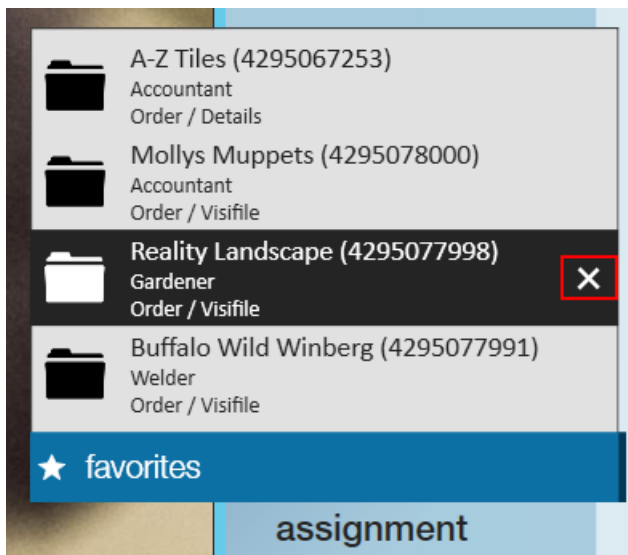 A-Z Tiles (4295067253)
Accountant
Order / Details
Mollys Muppets (4295078000)
Accountant
Order / Visifile
Reality Landscape (4295077998)
Gardener
Order / Visifile
Buffalo Wild Winberg (4295077991)
Welder
Order / Visifile
favorites
assignment